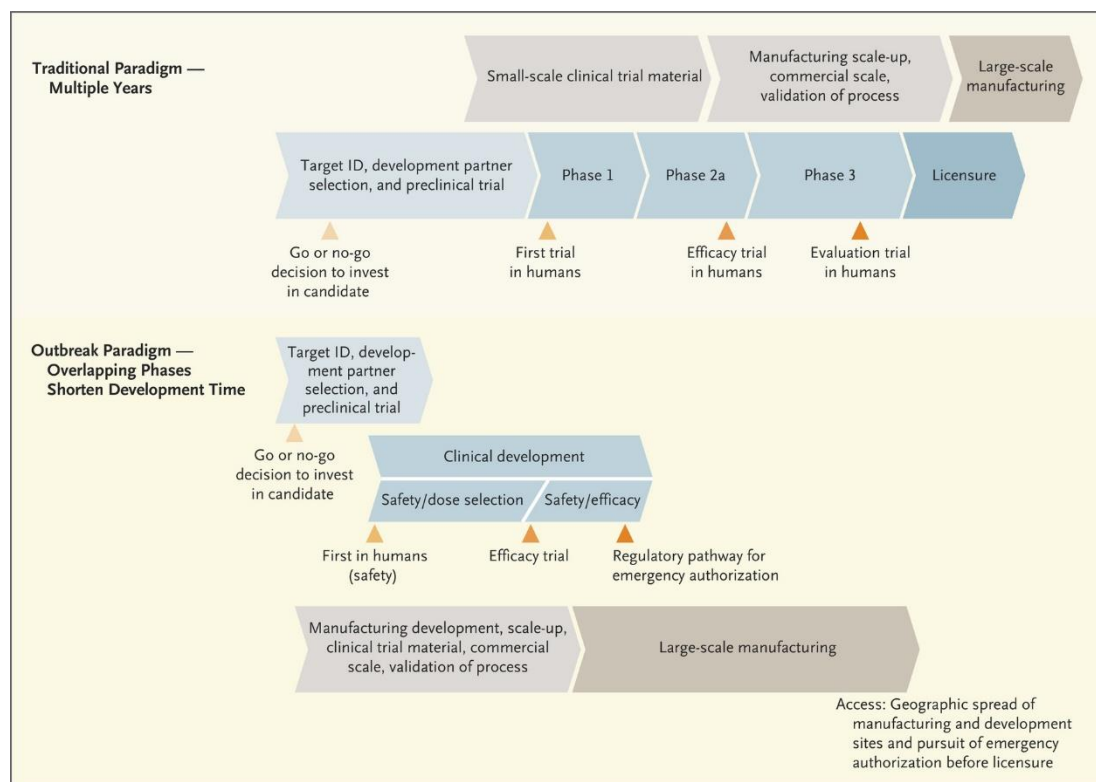 Traditional Paradigm —
Multiple Years
Small-scale clinical trial material
Manufacturing scale-up,
commercial scale,
validation of process
Large-scale
manufacturing
Target ID, development partner
selection, and preclinical trial
Phase 1
Phase 2a
Phase 3
Licensure
Go or no-go
decision to invest
in candidate
First trial
in humans
Efficacy trial
in humans
Evaluation trial
in humans
Outbreak Paradigm —
Overlapping Phases
Shorten Development Time
Target ID, develop-
ment partner
selection, and
preclinical trial
Go or no-go
decision to invest
in candidate
Clinical development
Safety/dose selection
Safety/efficacy
First in humans
(safety)
Efficacy trial
Regulatory pathway for
emergency authorization
Manufacturing development, scale-up,
clinical trial material, commercial
scale, validation of process
Large-scale manufacturing
Access: Geographic spread of
manufacturing and development
sites and pursuit of emergency
authorization before licensure